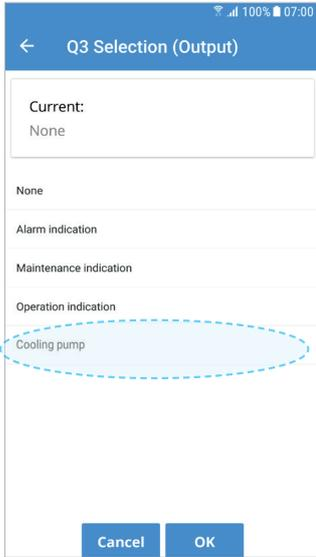 100% 07:00
Q3 Selection (Output)
Current:
None
None
Alarm indication
Maintenance indication
Operation indication
Cooling pump
Cancel OK